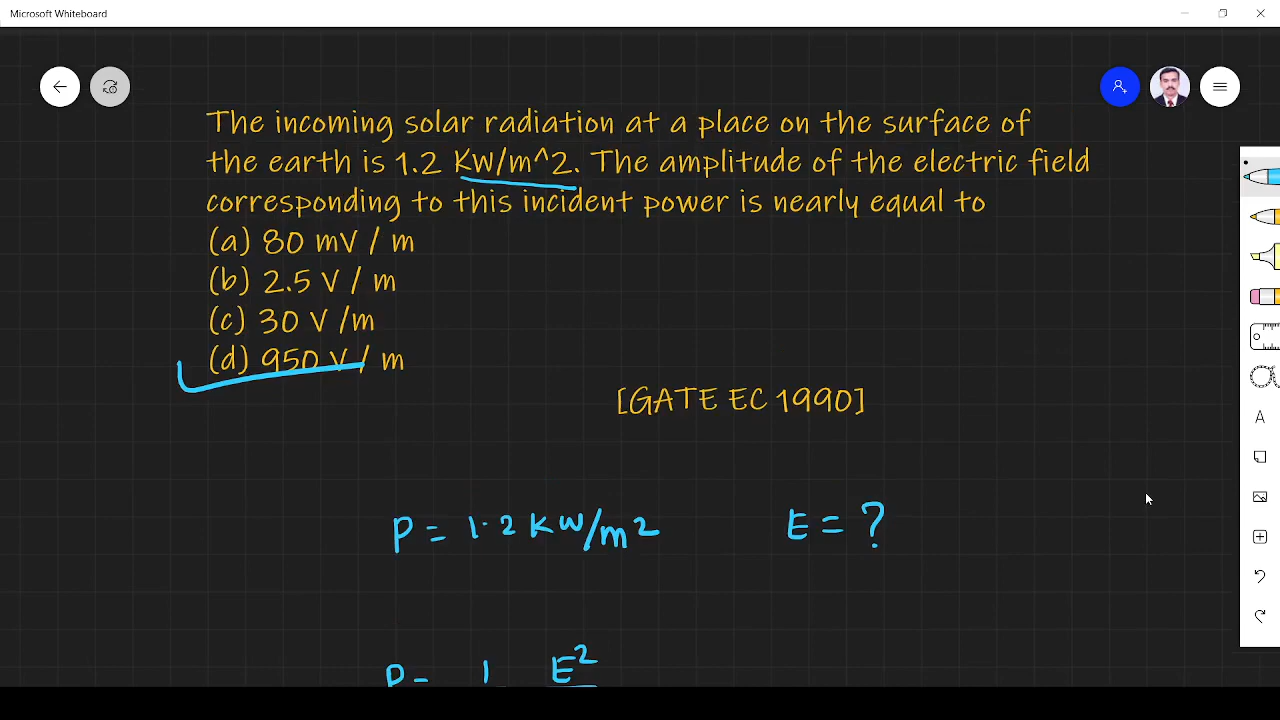 Microsoft Whiteboard
The incoming solar radiation at a place on the surface of
the earth is 1.2 KW/m^2. The amplitude of the electric field
corresponding to this incident power is nearly equal to
(a) 80 mV / m
(b) 2.5 V / m
(c) 30 V /m
(d) 950 V / m
[GATE EC 1990]
P = 1.2 KW/m2 E = ?
P = 1 E2
A